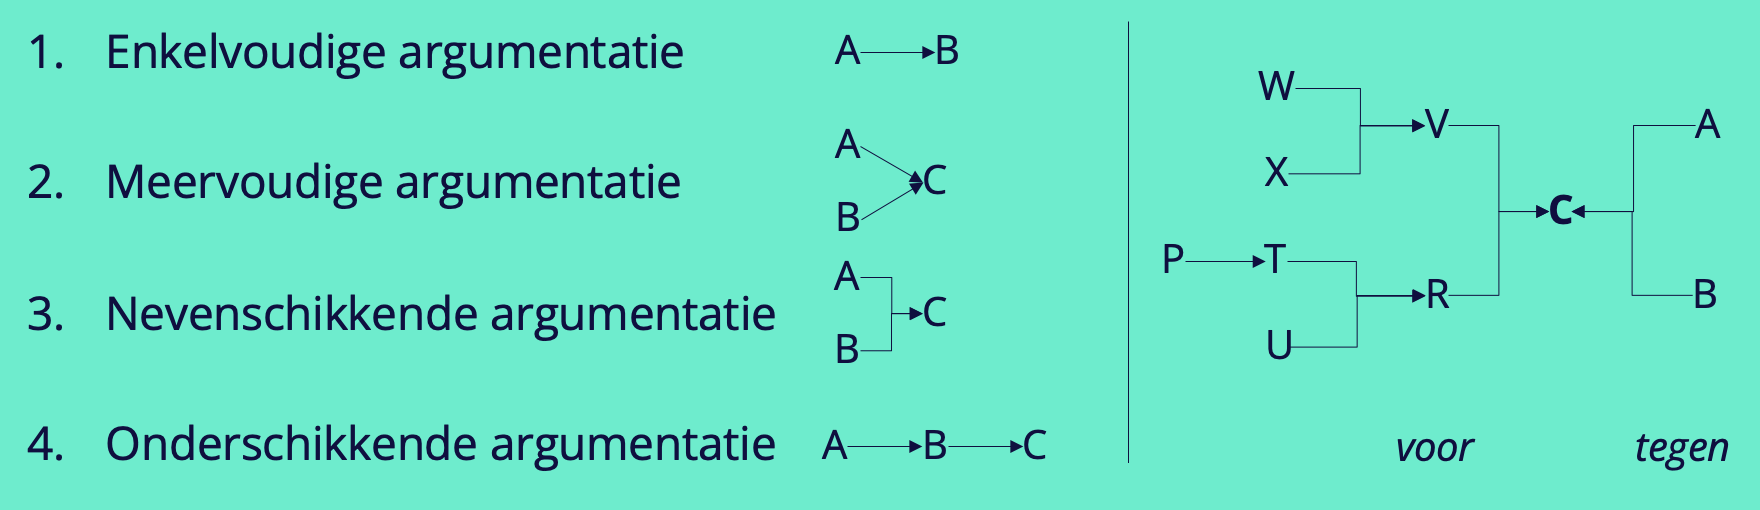 1. Enkelvoudige argumentatie A B
2. Meervoudige argumentatie A B C
3. Nevenschikkende argumentatie A B C
4. Onderschikkende argumentatie A B C
W
V A
X
C
P T
R B
U
voor tegen